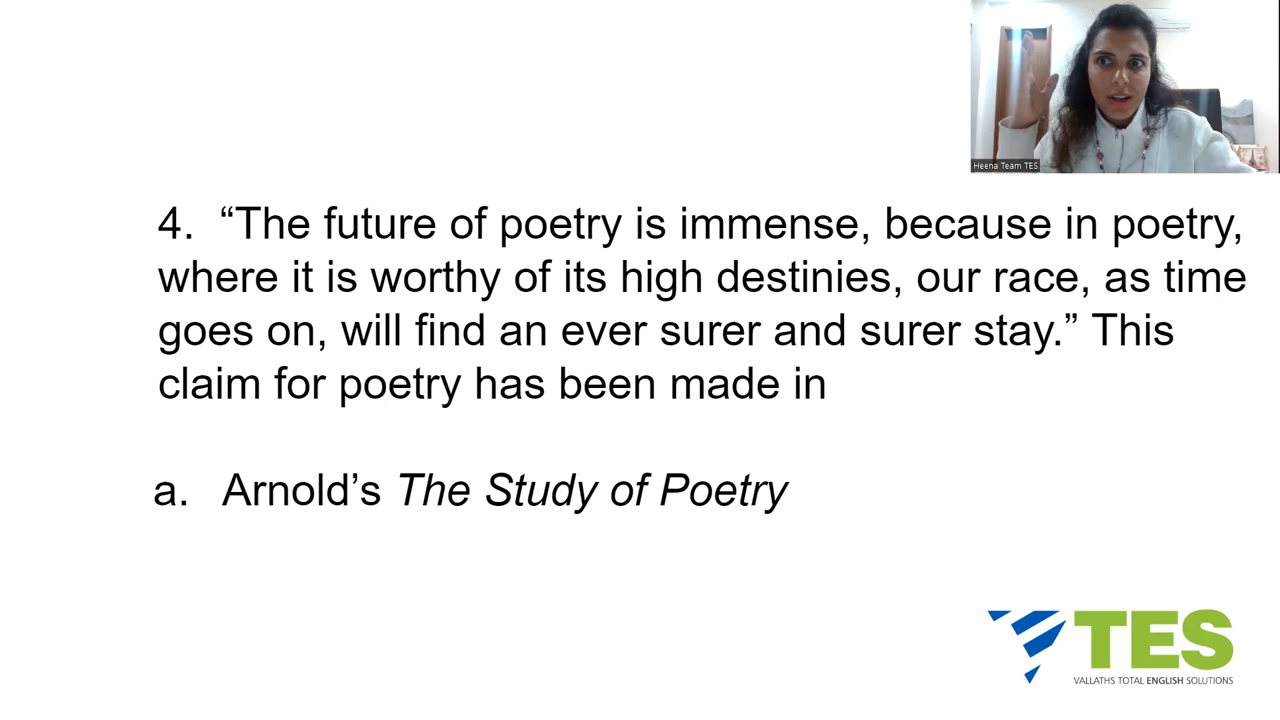 Heena Team TES
4. “The future of poetry is immense, because in poetry,
where it is worthy of its high destinies, our race, as time
goes on, will find an ever surer and surer stay.” This
claim for poetry has been made in
a. Arnold’s The Study of Poetry
TES
VALLATHS TOTAL ENGLISH SOLUTIONS